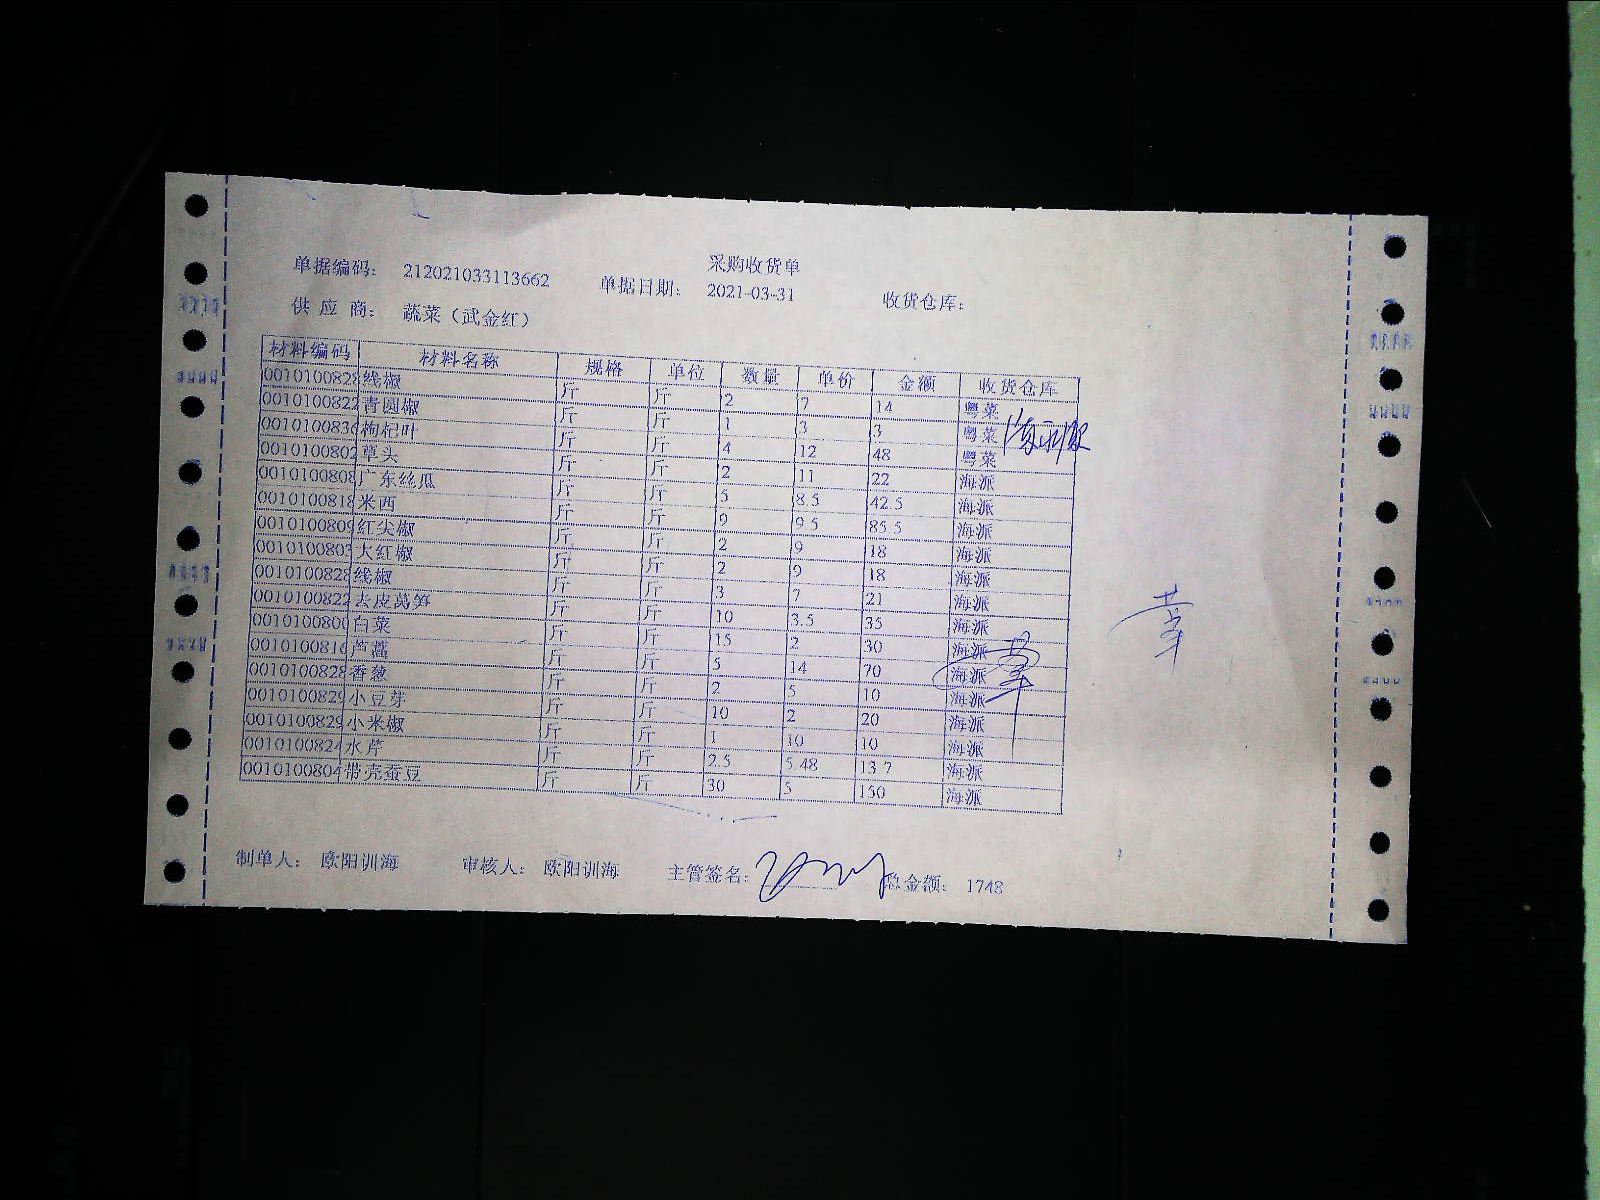 采购收货单
单据编码： 212021033113662 单据日期： 2021-03-31 收货仓库：
供 应 商： 蔬菜（武金红）
材料编码 材料名称 规格 单位 数量 单价 金额 收货仓库
0010100828 线椒 斤 斤 2 7 14 粤菜
0010100822 青圆椒 斤 斤 1 3 3 粤菜
0010100836 枸杞叶 斤 斤 4 12 48 粤菜
0010100802 草头 斤 斤 2 11 22 海派
0010100808 广东丝瓜 斤 斤 5 8.5 42.5 海派
0010100818 米西 斤 斤 9 9.5 85.5 海派
0010100809 红尖椒 斤 斤 2 9 18 海派
0010100803 大红椒 斤 斤 2 9 18 海派
0010100828 线椒 斤 斤 3 7 21 海派
0010100822 去皮莴笋 斤 斤 10 3.5 35 海派
0010100800 白菜 斤 斤 15 2 30 海派
0010100816 芦蒿 斤 斤 5 14 70 海派
0010100828 香葱 斤 斤 2 5 10 海派
0010100829 小豆芽 斤 斤 10 2 20 海派
0010100829 小米椒 斤 斤 1 10 10 海派
0010100824 水芹 斤 斤 2.5 5.48 13.7 海派
0010100804 带壳蚕豆 斤 斤 30 5 150 海派
制单人： 欧阳训海 审核人： 欧阳训海 主管签名： 总金额： 1748